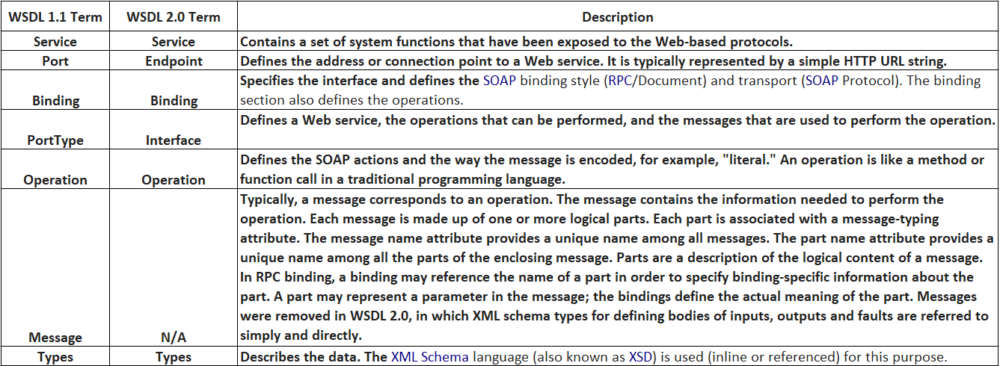 WSDL 1.1 Term WSDL 2.0 Term Description
Service Service Contains a set of system functions that have been exposed to the Web-based protocols.
Port Endpoint Defines the address or connection point to a Web service. It is typically represented by a simple HTTP URL string.
Binding Binding Specifies the interface and defines the SOAP binding style (RPC/Document) and transport (SOAP Protocol). The binding
section also defines the operations.
PortType Interface Defines a Web service, the operations that can be performed, and the messages that are used to perform the operation.
Operation Operation Defines the SOAP actions and the way the message is encoded, for example, "literal." An operation is like a method or
function call in a traditional programming language.
Message N/A Typically, a message corresponds to an operation. The message contains the information needed to perform the
operation. Each message is made up of one or more logical parts. Each part is associated with a message-typing
attribute. The message name attribute provides a unique name among all messages. The part name attribute provides a
unique name among all the parts of the enclosing message. Parts are a description of the logical content of a message.
In RPC binding, a binding may reference the name of a part in order to specify binding-specific information about the
part. A part may represent a parameter in the message; the bindings define the actual meaning of the part. Messages
were removed in WSDL 2.0, in which XML schema types for defining bodies of inputs, outputs and faults are referred to
simply and directly.
Types Types Describes the data. The XML Schema language (also known as XSD) is used (inline or referenced) for this purpose.